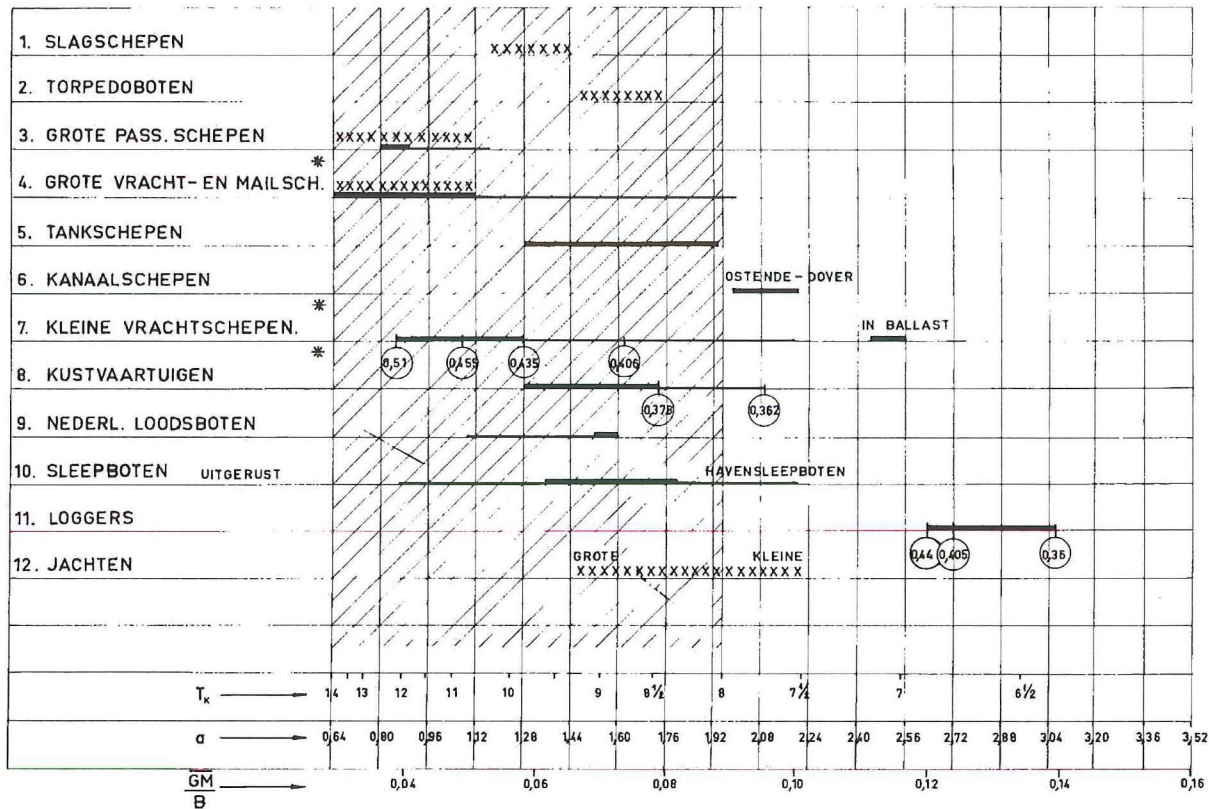 1. SLAGSCHEPEN
XXXXXXX
2. TORPEDOBOTEN
XXXXXXXX
3. GROTE PASS. SCHEPEN
XXXXXXXXXXXX
*
4. GROTE VRACHT- EN MAILSCH.
XXXXXXXXXXXXX
5. TANKSCHEPEN
6. KANAALSCHEPEN
OSTENDE-DOVER
*
7. KLEINE VRACHTSCHEPEN.
IN BALLAST
*
0,51 0,455 0,435 0,406
8. KUSTVAARTUIGEN
0,378 0,362
9. NEDERL. LOODSBOTEN
10. SLEEPBOTEN UITGERUST HAVENSLEEPBOTEN
11. LOGGERS
0,44 0,405 0,36
12. JACHTEN GROTE KLEINE
XXXXXXXXXXXXXXXXXXXX
Tk 14 13 12 11 10 9 8½ 8 7½ 7 6½
a 0,64 0,80 0,96 1,12 1,28 1,44 1,60 1,76 1,92 2,08 2,24 2,40 2,56 2,72 2,88 3,04 3,20 3,36 3,52
GM/B 0,04 0,06 0,08 0,10 0,12 0,14 0,16